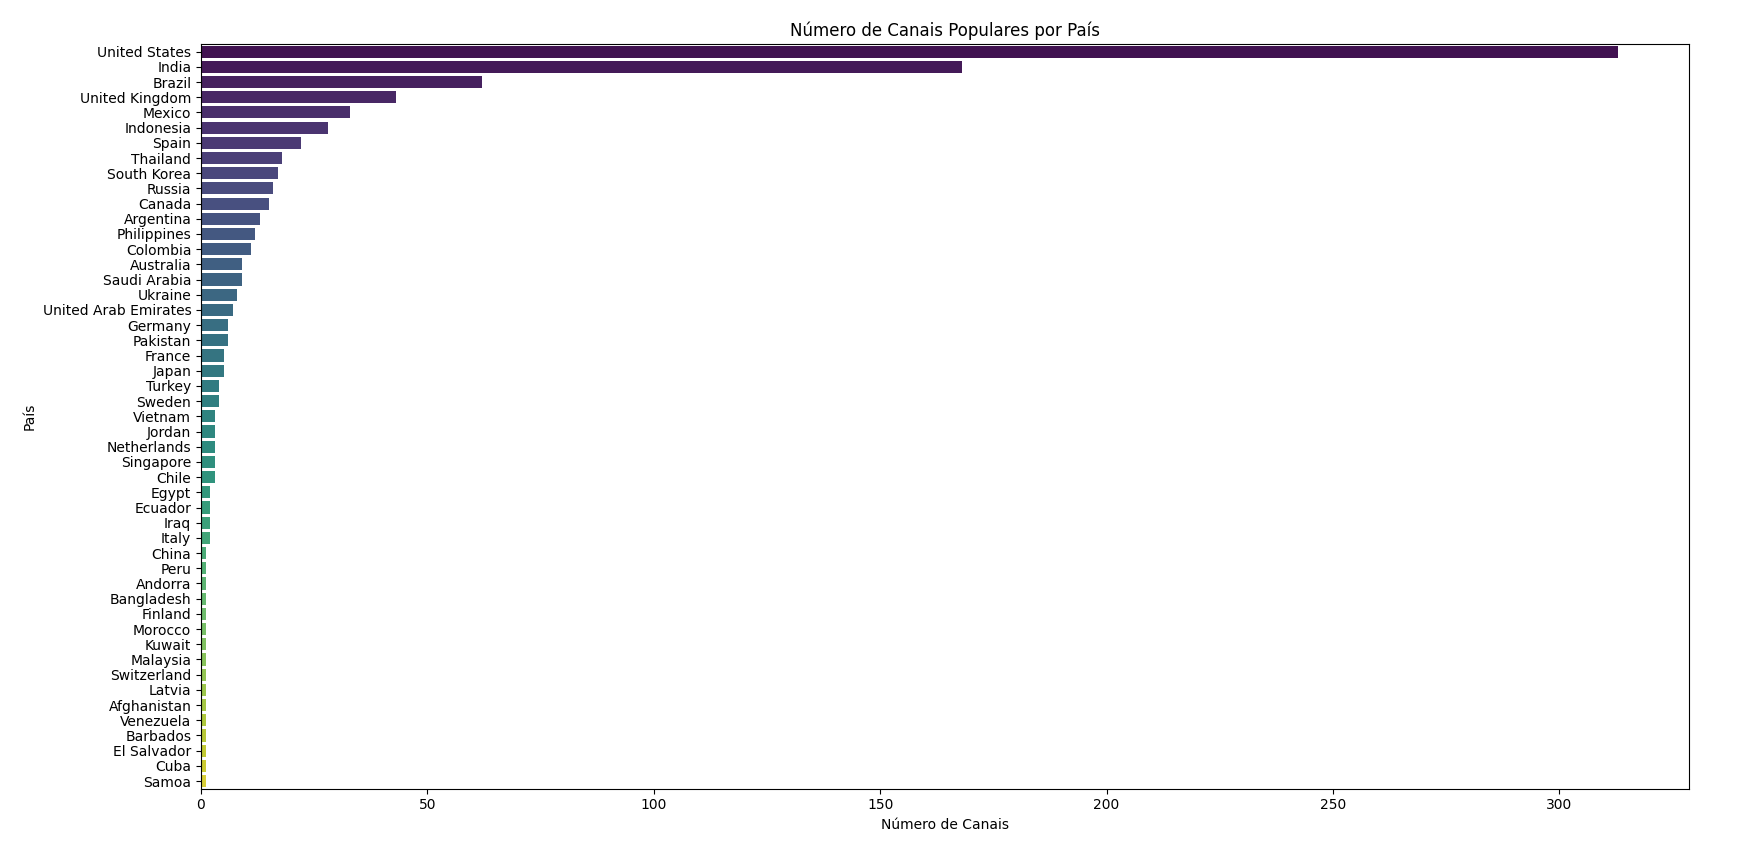 Número de Canais Populares por País
United States
India
Brazil
United Kingdom
Mexico
Indonesia
Spain
Thailand
South Korea
Russia
Canada
Argentina
Philippines
Colombia
Australia
Saudi Arabia
Ukraine
United Arab Emirates
Germany
Pakistan
France
Japan
Turkey
Sweden
Vietnam
Jordan
Netherlands
Singapore
Chile
Egypt
Ecuador
Iraq
Italy
China
Peru
Andorra
Bangladesh
Finland
Morocco
Kuwait
Malaysia
Switzerland
Latvia
Afghanistan
Venezuela
Barbados
El Salvador
Cuba
Samoa
País
0 50 100 150 200 250 300
Número de Canais